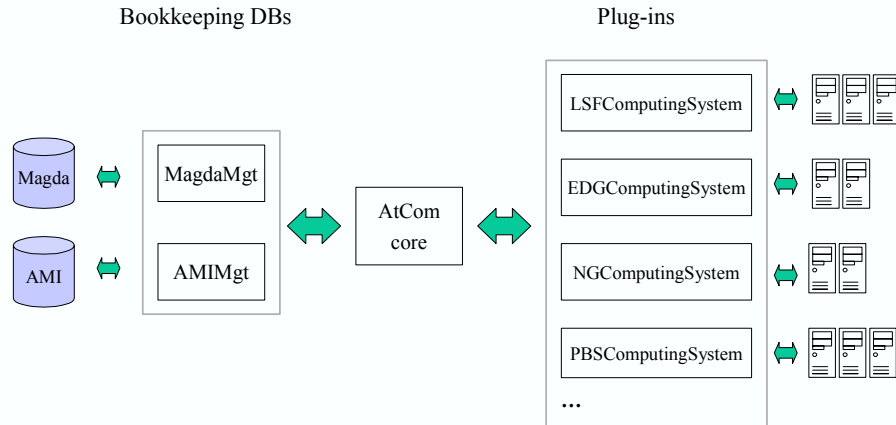 Bookkeeping DBs
Plug-ins
Magda
AMI
MagdaMgt
AMIMgt
AtCom
core
LSFComputingSystem
EDGComputingSystem
NGComputingSystem
PBSComputingSystem
...